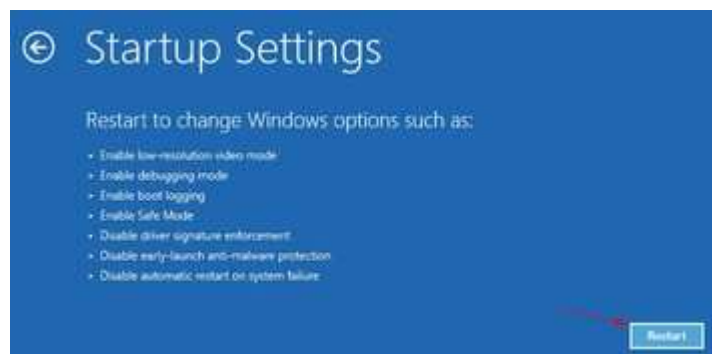 Startup Settings
Restart to change Windows options such as:
Enable low-resolution video mode
Enable debugging mode
Enable boot logging
Enable Safe Mode
Disable driver signature enforcement
Disable early-launch anti-malware protection
Disable automatic restart on system failure
Restart